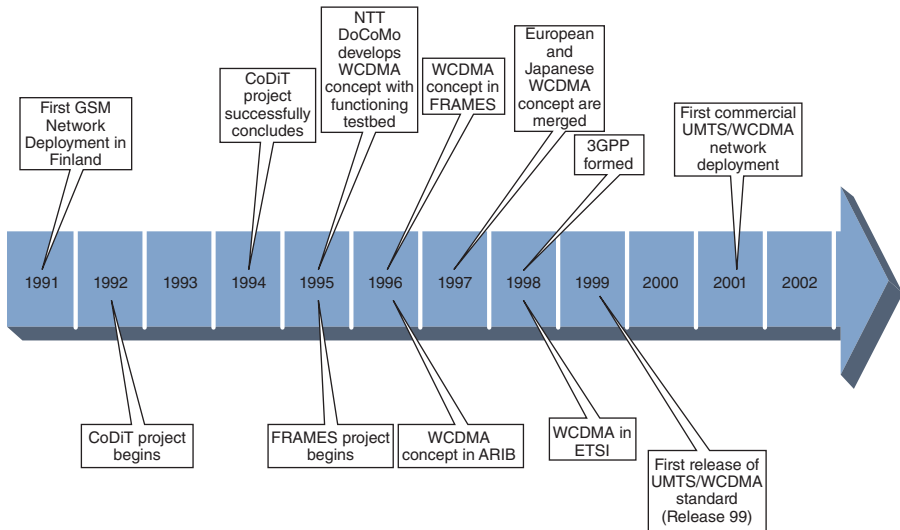 First GSM
Network
Deployment in
Finland
CoDiT
project
successfully
concludes
NTT
DoCoMo
develops
WCDMA
concept with
functioning
testbed
WCDMA
concept in
FRAMES
European
and
Japanese
WCDMA
concept are
merged
3GPP
formed
First commercial
UMTS/WCDMA
network
deployment
1991
1992
1993
1994
1995
1996
1997
1998
1999
2000
2001
2002
CoDiT project
begins
FRAMES project
begins
WCDMA
concept in ARIB
WCDMA in
ETSI
First release of
UMTS/WCDMA
standard
(Release 99)